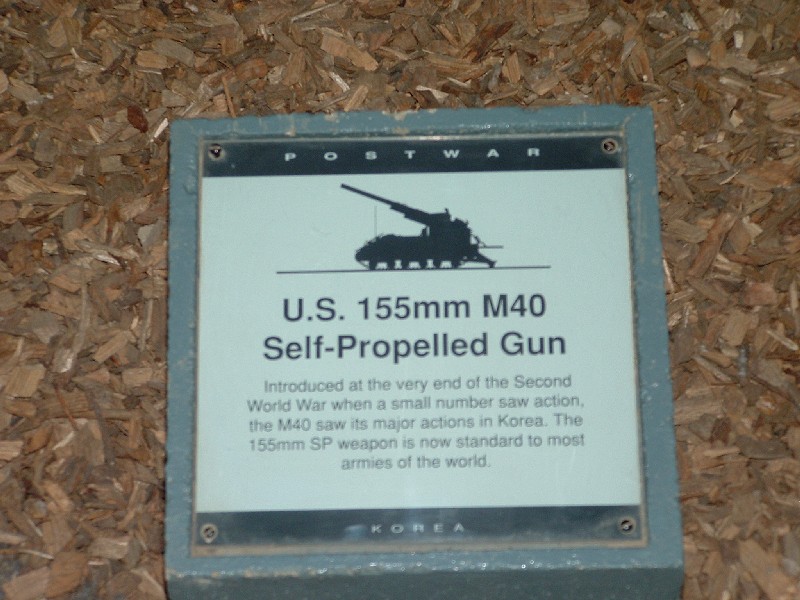 POSTWAR
U.S. 155mm M40
Self-Propelled Gun
Introduced at the very end of the Second
World War when a small number saw action,
the M40 saw its major actions in Korea. The
155mm SP weapon is now standard to most
armies of the world.
KOREA